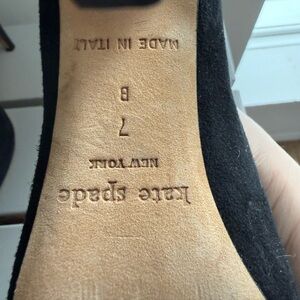 kate spade
NEW YORK
7
B
MADE IN ITALY